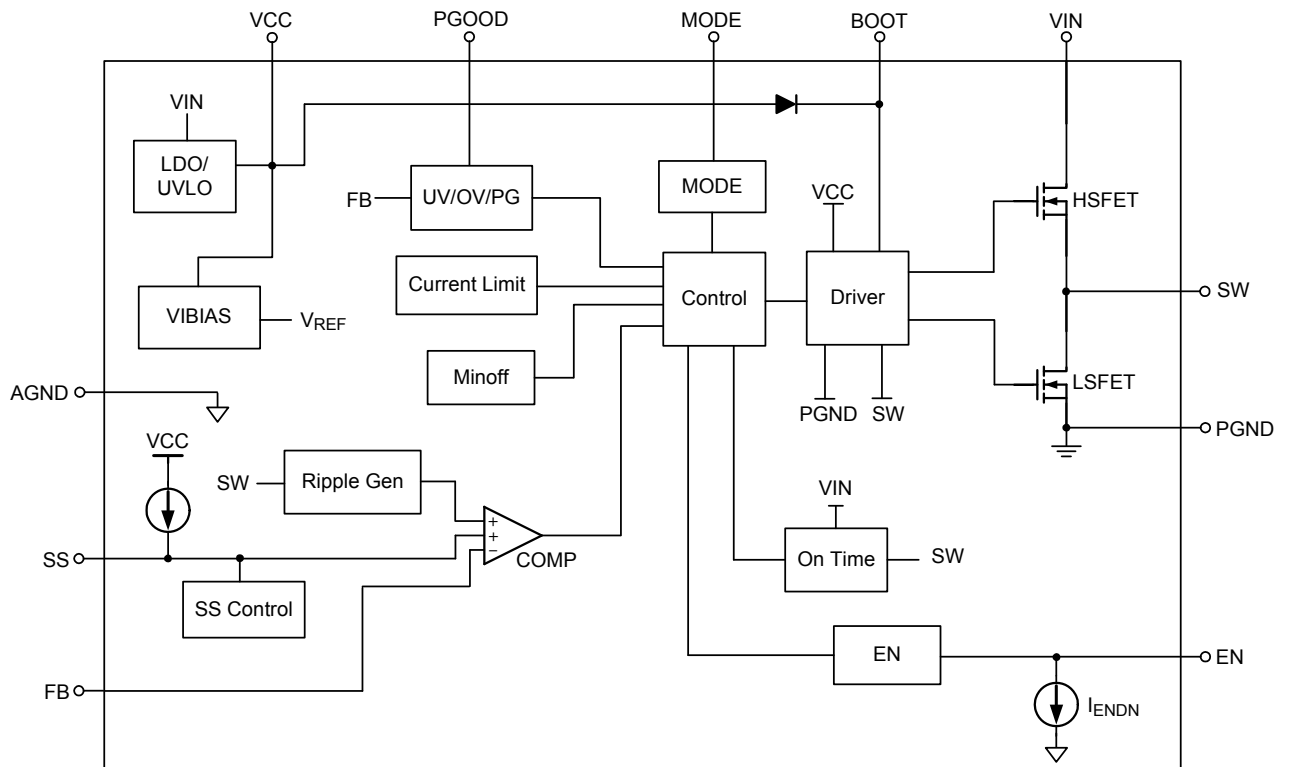 VCC
PGOOD
MODE
BOOT
VIN
VIN
LDO/
UVLO
FB
UV/OV/PG
MODE
VCC
HSFET
Current Limit
Control
Driver
SW
VIBIAS
VREF
Minoff
LSFET
AGND
PGND
SW
PGND
VCC
SW
Ripple Gen
VIN
+
+
−
COMP
SS
On Time
SW
SS Control
EN
EN
FB
IENDN